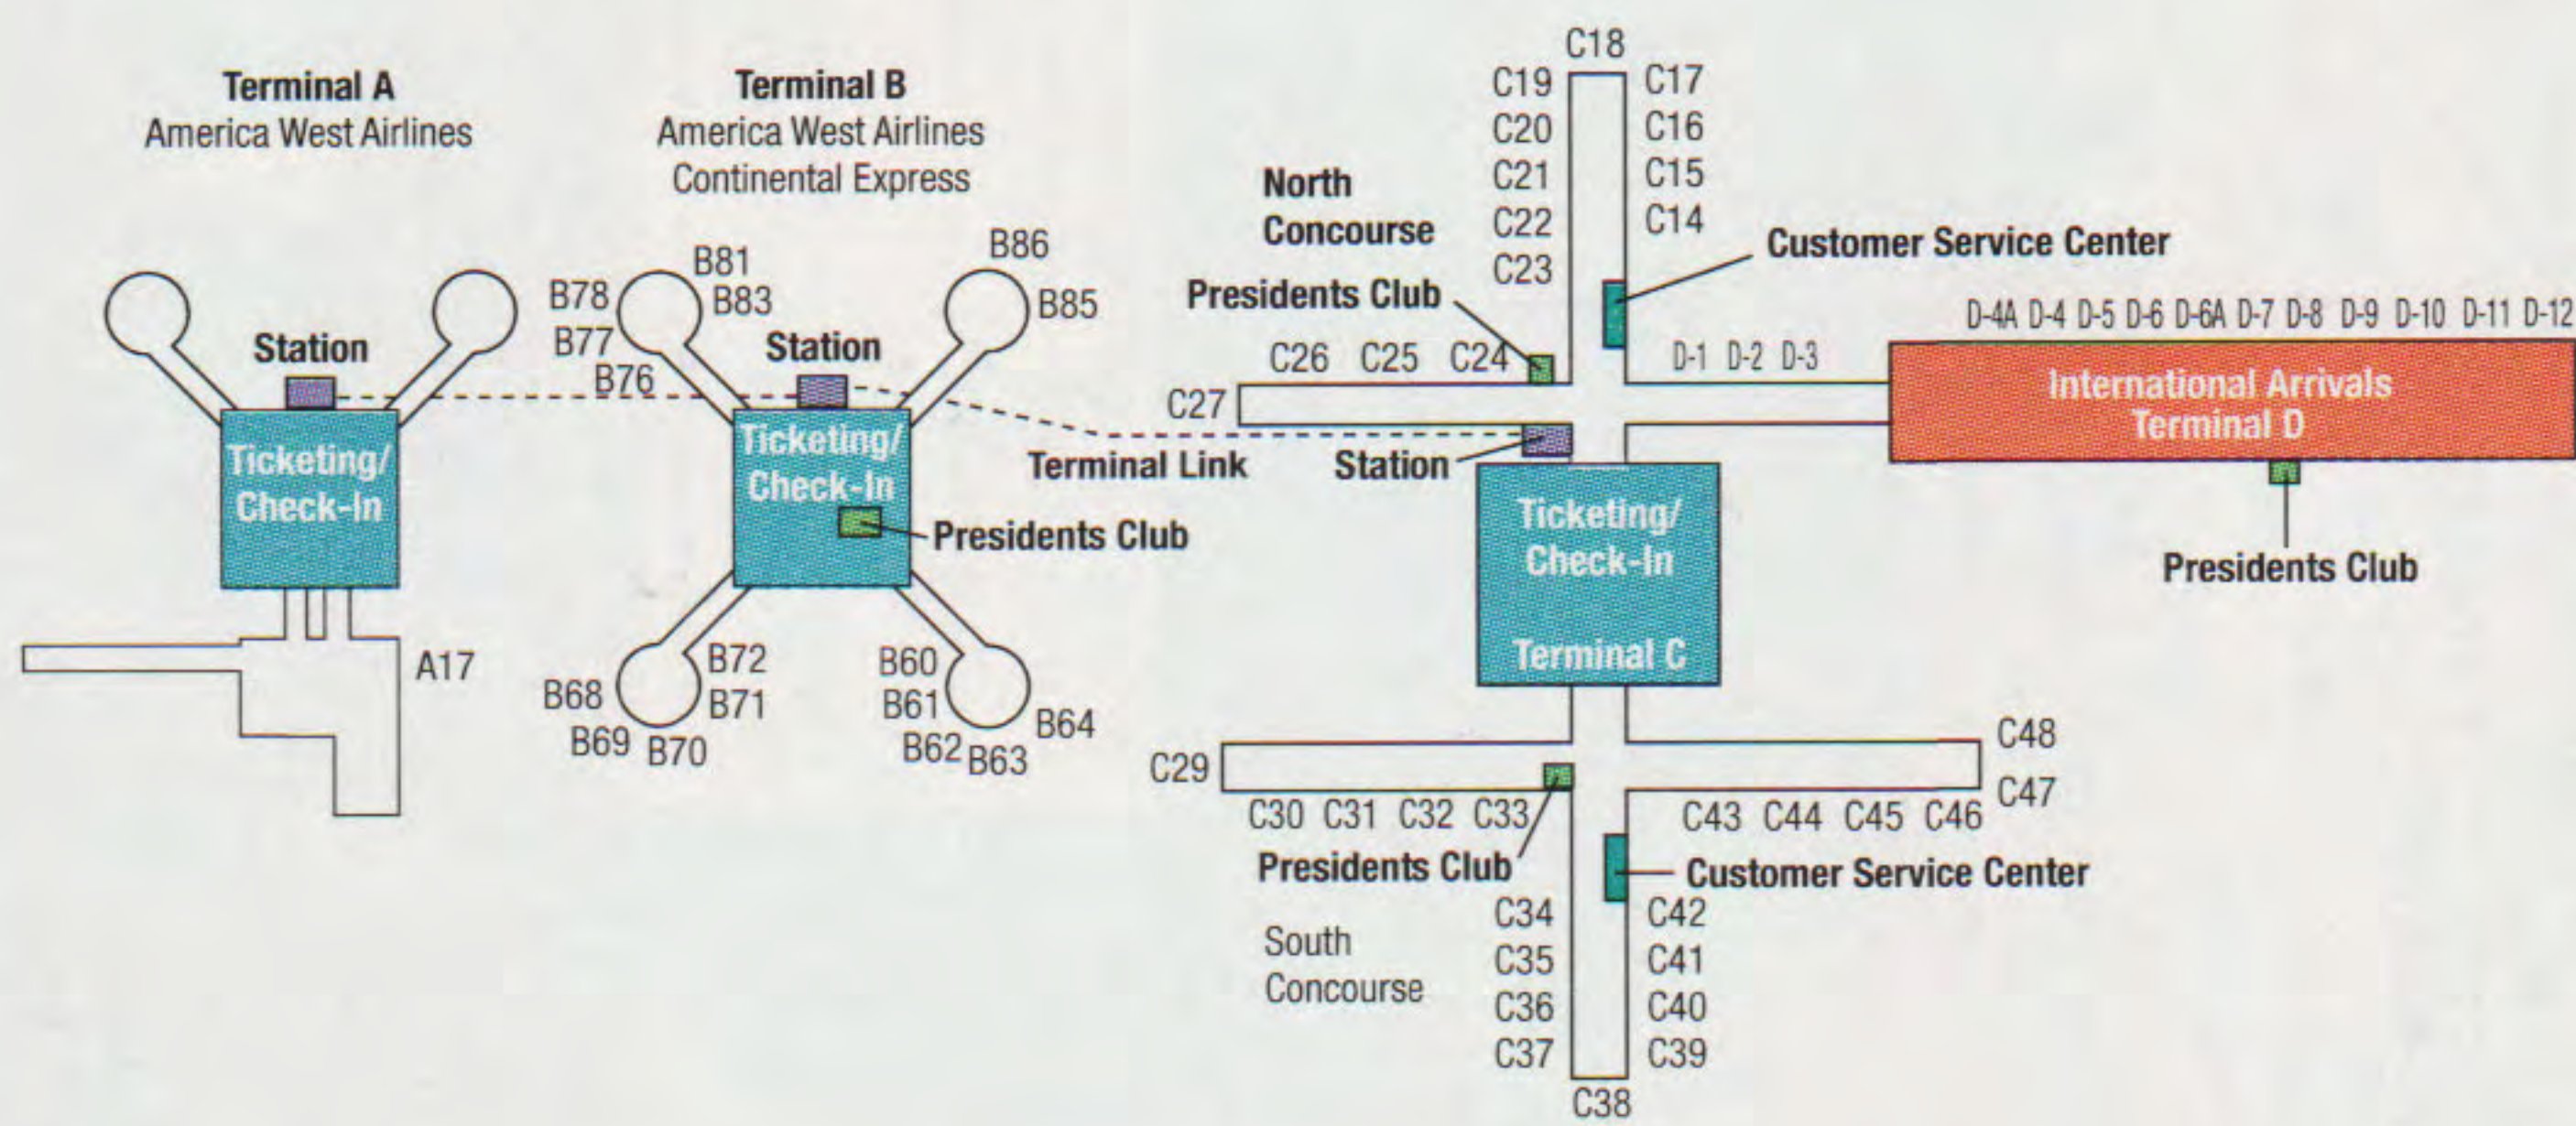 Terminal A
America West Airlines
Station
Ticketing/
Check-In
A17
Terminal B
America West Airlines
Continental Express
B81
B83
B78
B77
B76
B86
B85
Station
Ticketing/
Check-In
Presidents Club
B72
B71
B68
B69
B70
B60
B61
B62
B63
B64
Terminal Link
North
Concourse
C18
C19
C20
C21
C22
C23
C17
C16
C15
C14
Customer Service Center
Presidents Club
C26 C25 C24
C27
Station
D-1 D-2 D-3
D-4A D-4 D-5 D-6 D-6A D-7 D-8 D-9 D-10 D-11 D-12
International Arrivals
Terminal D
Presidents Club
Ticketing/
Check-In
Terminal C
C29
C30 C31 C32 C33
Presidents Club
C48
C47
C43 C44 C45 C46
Customer Service Center
South
Concourse
C34
C35
C36
C37
C42
C41
C40
C39
C38